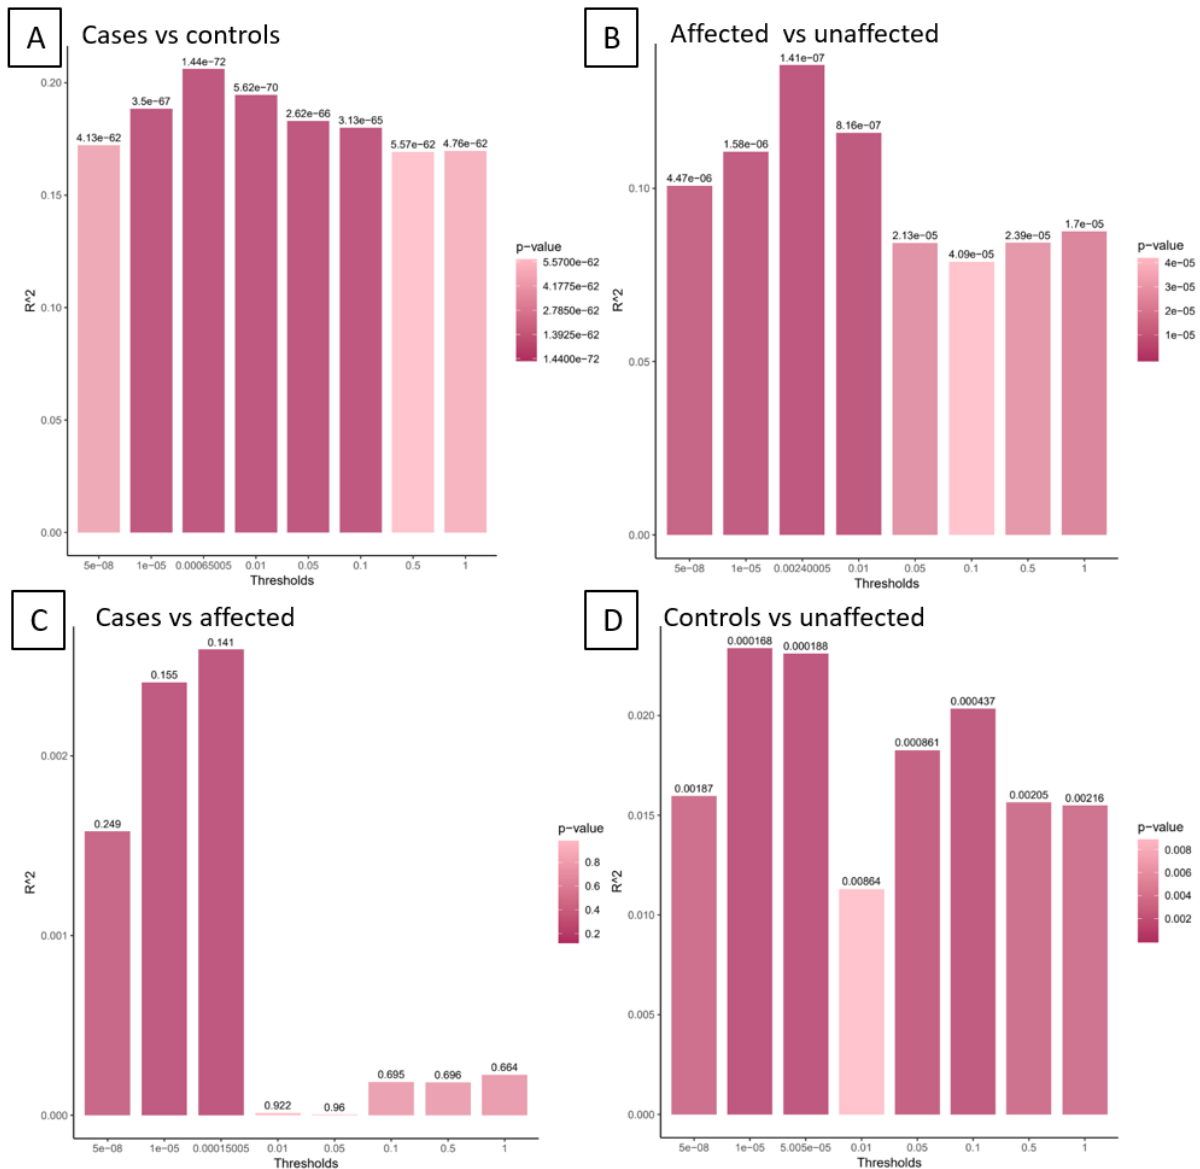 A
Cases vs controls
1.44e−72
5.62e−70
3.5e−67
2.62e−66
3.13e−65
4.13e−62
5.57e−62
4.76e−62
0.20
0.15
0.10
0.05
0.00
R^2
5e−08
1e−05
0.00065005
0.01
0.05
0.1
0.5
1
Thresholds
p−value
5.5700e−62
4.1775e−62
2.7850e−62
1.3925e−62
1.4400e−72
B
Affected vs unaffected
1.41e−07
8.16e−07
1.58e−06
4.47e−06
2.13e−05
4.09e−05
2.39e−05
1.7e−05
0.10
0.05
0.00
R^2
5e−08
1e−05
0.00240005
0.01
0.05
0.1
0.5
1
Thresholds
p−value
4e−05
3e−05
2e−05
1e−05
C
Cases vs affected
0.141
0.155
0.249
0.922
0.96
0.695
0.696
0.664
0.002
0.001
0.000
R^2
5e−08
1e−05
0.00015005
0.01
0.05
0.1
0.5
1
Thresholds
p−value
0.8
0.6
0.4
0.2
D
Controls vs unaffected
0.000168
0.000188
0.000437
0.000861
0.00187
0.00205
0.00216
0.00864
0.020
0.015
0.010
0.005
0.000
R^2
5e−08
1e−05
5.005e−05
0.01
0.05
0.1
0.5
1
Thresholds
p−value
0.008
0.006
0.004
0.002